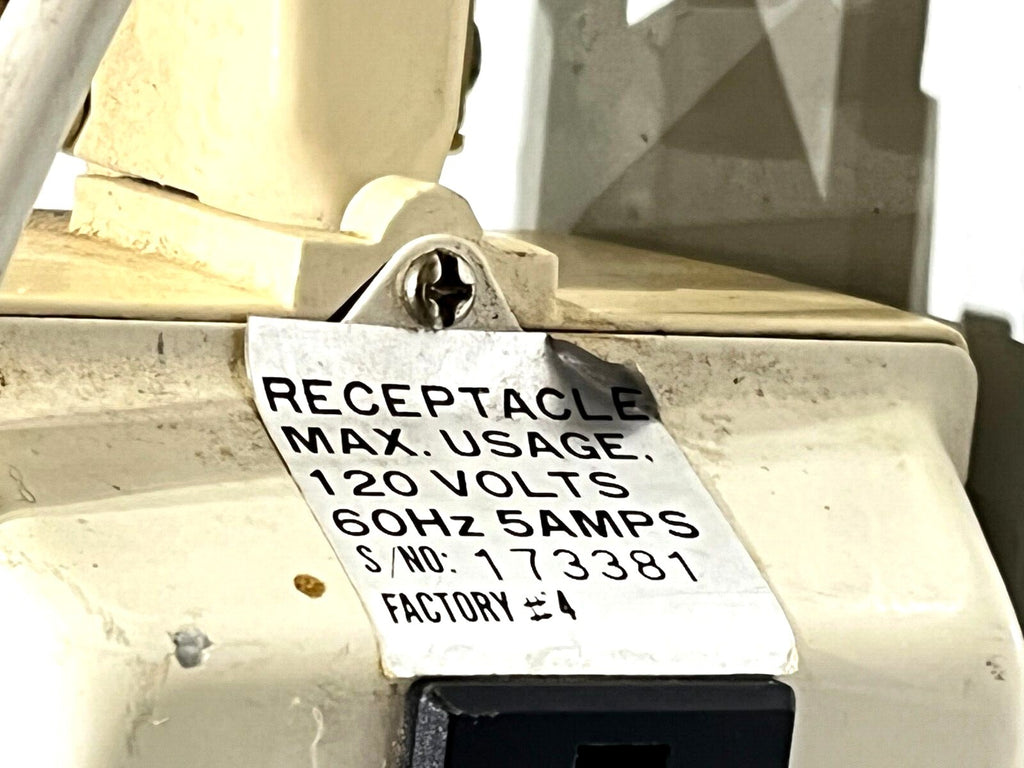 RECEPTACLE
MAX. USAGE.
120 VOLTS
60Hz 5AMPS
S/NO: 173381
FACTORY #4